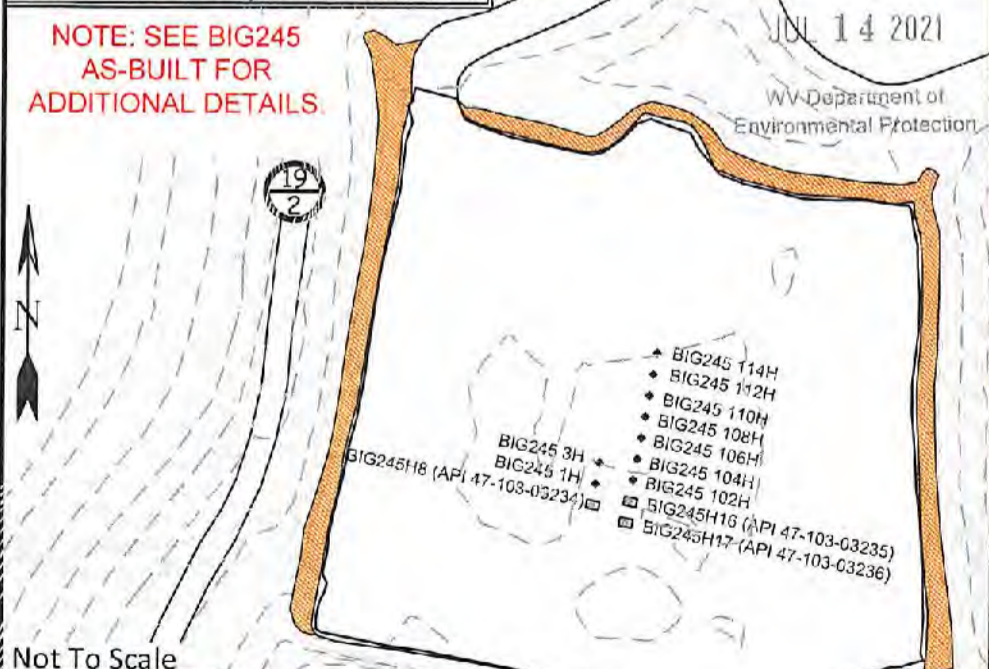 NOTE: SEE BIG245
AS-BUILT FOR
ADDITIONAL DETAILS.
JUL 14 2021
WV Department of
Environmental Protection
19
2
N
BIG245 114H
BIG245 112H
BIG245 110H
BIG245 108H
BIG245 106H
BIG245 104H
BIG245 102H
BIG245H16 (API 47-103-03235)
BIG245H17 (API 47-103-03236)
BIG245 3H
BIG245 1H
BIG245H8 (API 47-103-03234)
Not To Scale